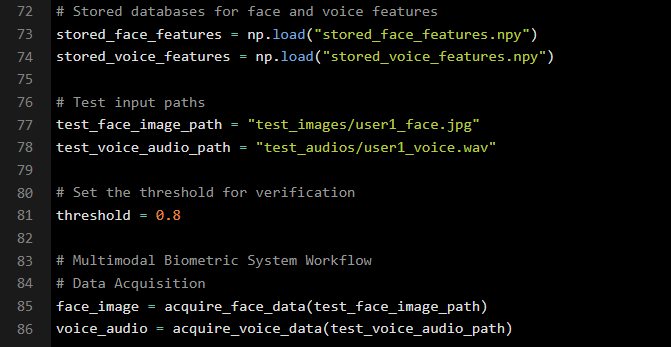 72 # Stored databases for face and voice features
73 stored_face_features = np.load("stored_face_features.npy")
74 stored_voice_features = np.load("stored_voice_features.npy")
75
76 # Test input paths
77 test_face_image_path = "test_images/user1_face.jpg"
78 test_voice_audio_path = "test_audios/user1_voice.wav"
79
80 # Set the threshold for verification
81 threshold = 0.8
82
83 # Multimodal Biometric System Workflow
84 # Data Acquisition
85 face_image = acquire_face_data(test_face_image_path)
86 voice_audio = acquire_voice_data(test_voice_audio_path)